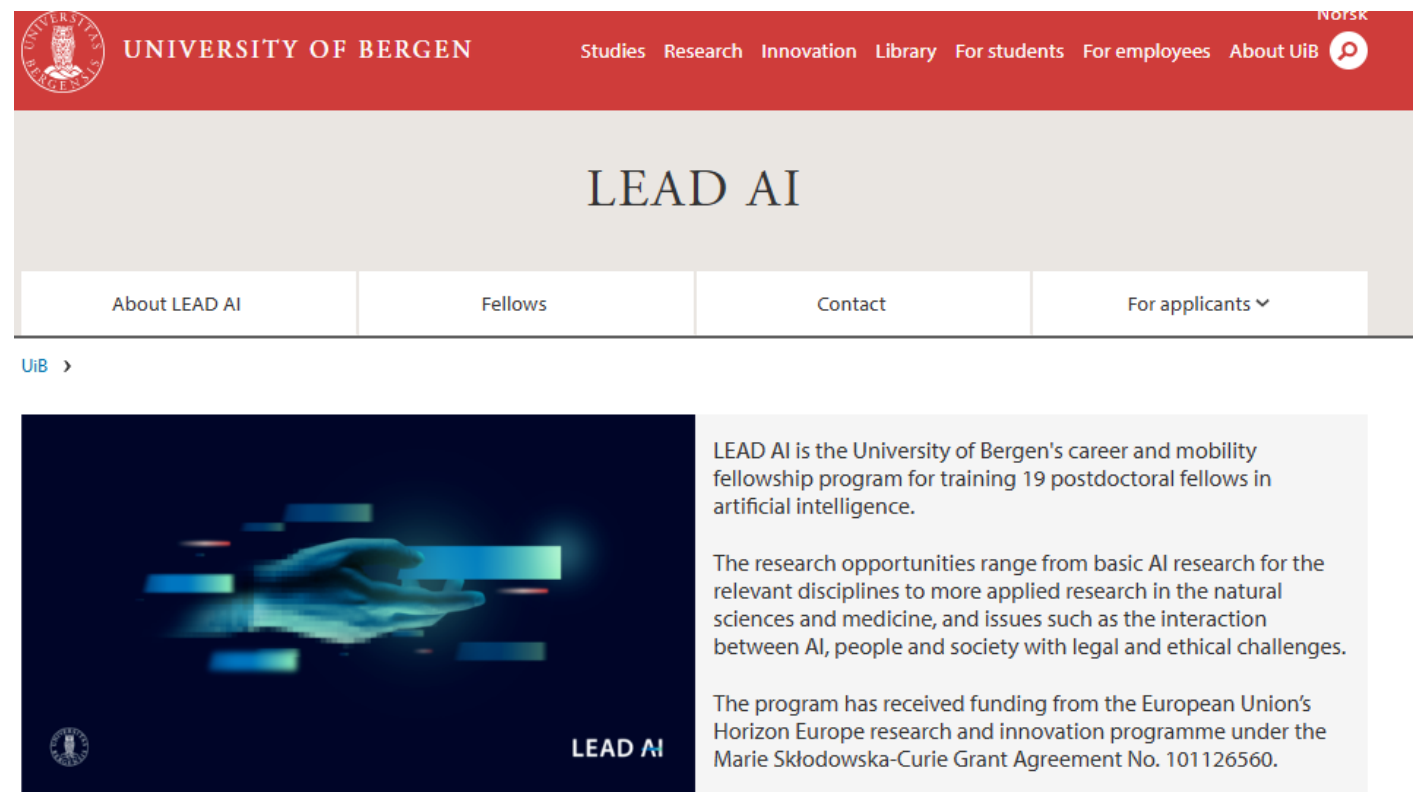 Norsk
UNIVERSITAS BERGENSIS
UNIVERSITY OF BERGEN
Studies Research Innovation Library For students For employees About UiB
LEAD AI
About LEAD AI
Fellows
Contact
For applicants
UiB
LEAD AI
LEAD AI is the University of Bergen's career and mobility
fellowship program for training 19 postdoctoral fellows in
artificial intelligence.
The research opportunities range from basic AI research for the
relevant disciplines to more applied research in the natural
sciences and medicine, and issues such as the interaction
between AI, people and society with legal and ethical challenges.
The program has received funding from the European Union’s
Horizon Europe research and innovation programme under the
Marie Skłodowska-Curie Grant Agreement No. 101126560.